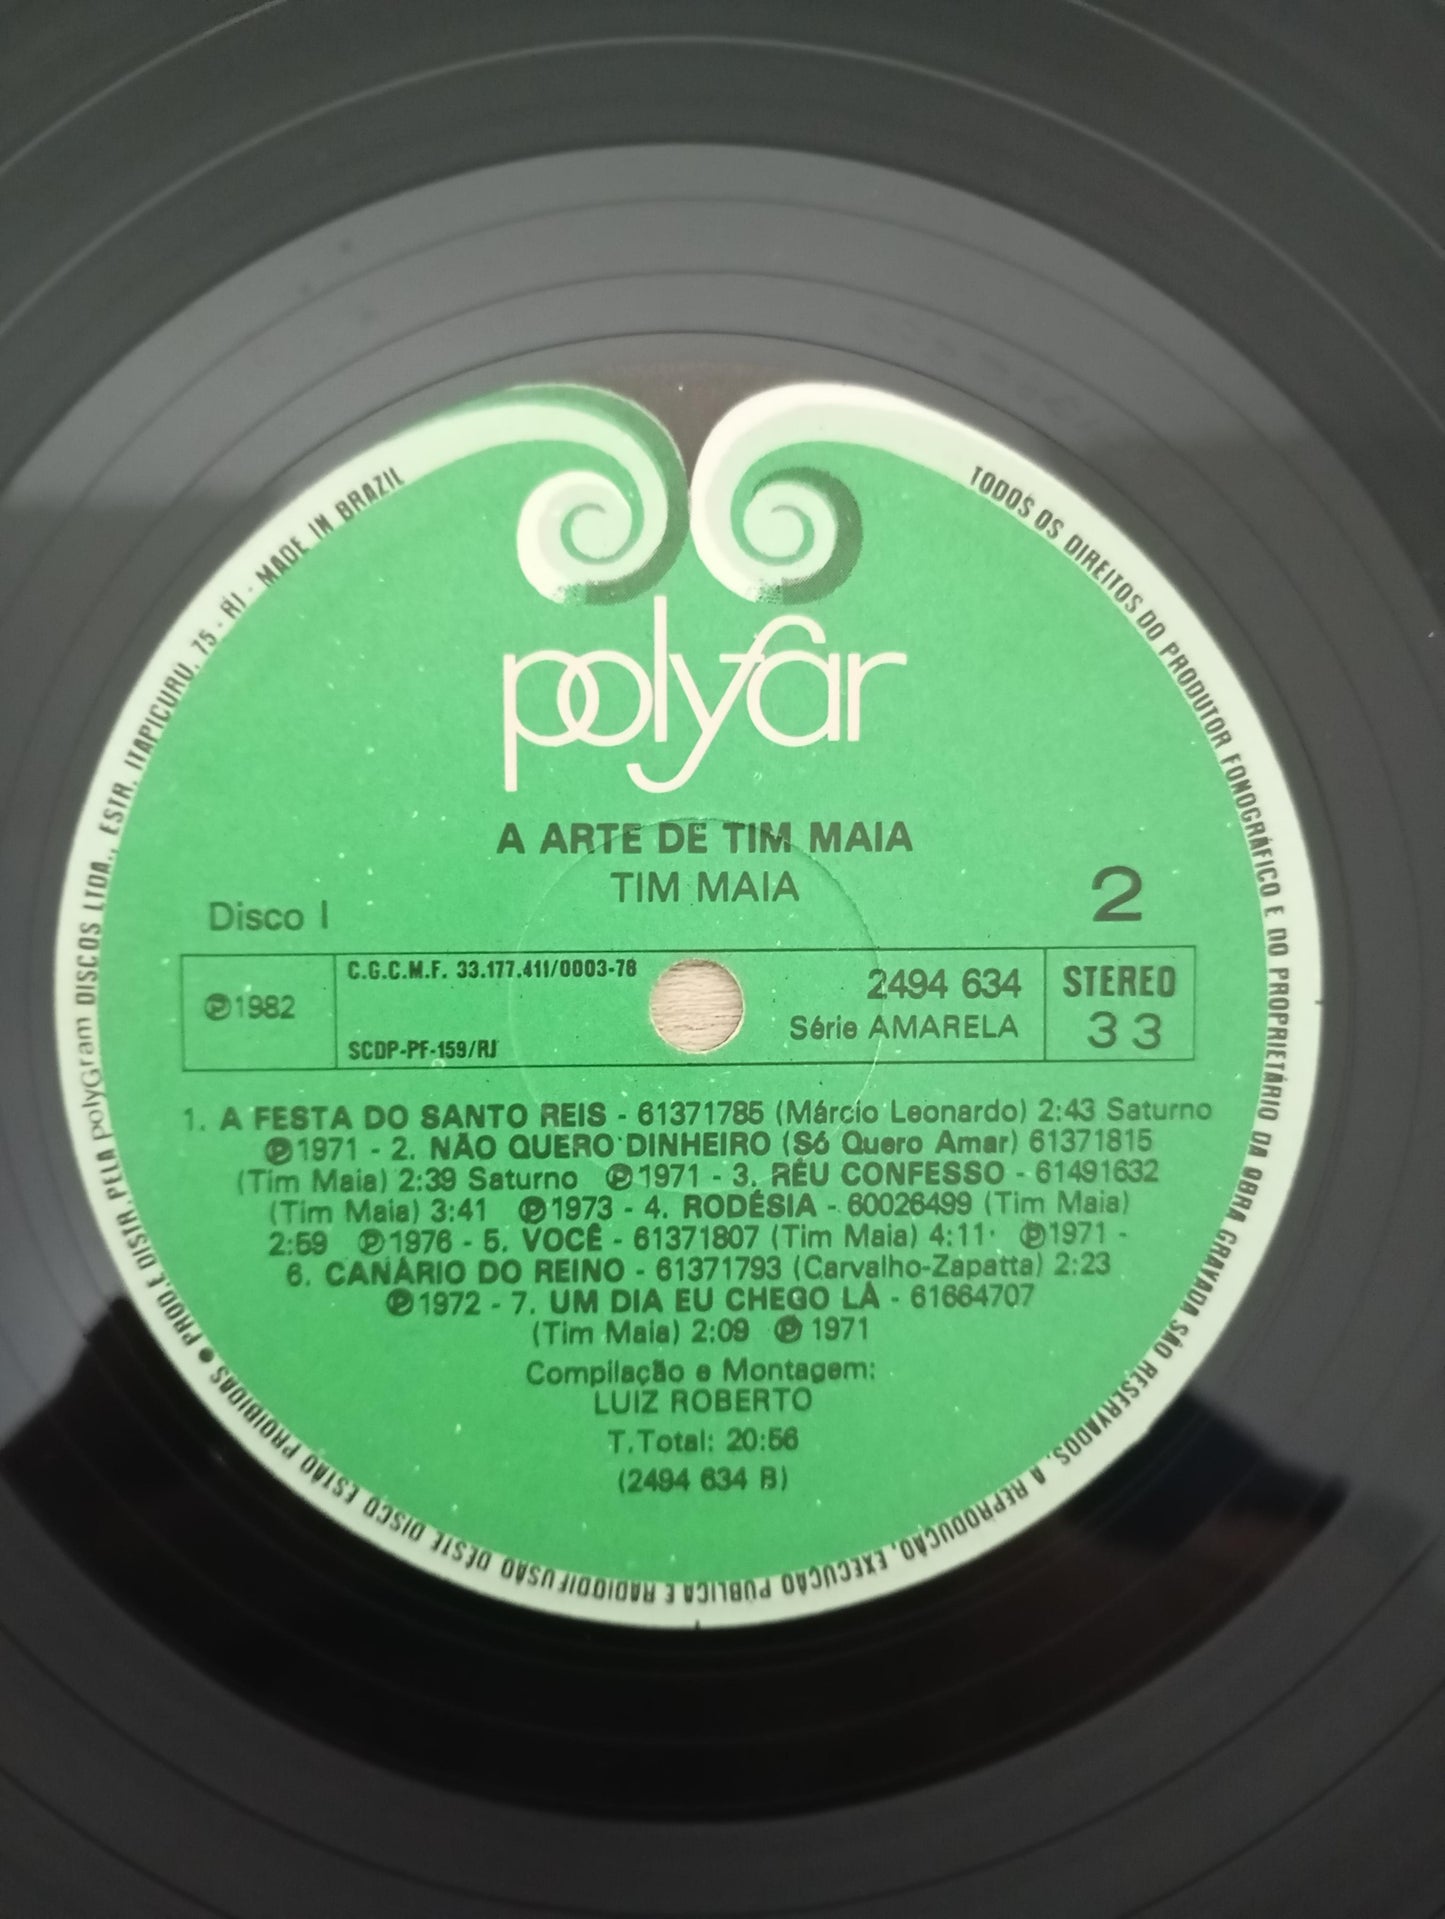 polyfar
A ARTE DE TIM MAIA
TIM MAIA
Disco I
2
℗1982
C.G.C.M.F. 33.177.411/0003-78
SCDP-PF-159/RJ
2494 634
Série AMARELA
STEREO
33
1. A FESTA DO SANTO REIS - 61371785 (Márcio Leonardo) 2:43 Saturno
℗1971 - 2. NÃO QUERO DINHEIRO (Só Quero Amar) 61371815
(Tim Maia) 2:39 Saturno ℗1971 - 3. RÉU CONFESSO - 61491632
(Tim Maia) 3:41 ℗1973 - 4. RODÉSIA - 60026499 (Tim Maia)
2:59 ℗1976 - 5. VOCÊ - 61371807 (Tim Maia) 4:11 ℗1971 -
6. CANÁRIO DO REINO - 61371793 (Carvalho-Zapatta) 2:23
℗1972 - 7. UM DIA EU CHEGO LÁ - 61664707
(Tim Maia) 2:09 ℗ 1971
Compilação e Montagem:
LUIZ ROBERTO
T.Total: 20:56
(2494 634 B)
TODOS OS DIREITOS DO PRODUTOR FONOGRÁFICO E DO PROPRIETÁRIO DA OBRA GRAVADA SÃO RESERVADOS. A REPRODUÇÃO, EXECUÇÃO PÚBLICA E RADIODIFUSÃO DÊSTE DISCO ESTÃO PROIBIDAS ● PROD. E DISTR. PELA polyGram DISCOS LTDA., ESTR. ITAPICURU, 75 - RJ - MADE IN BRAZIL